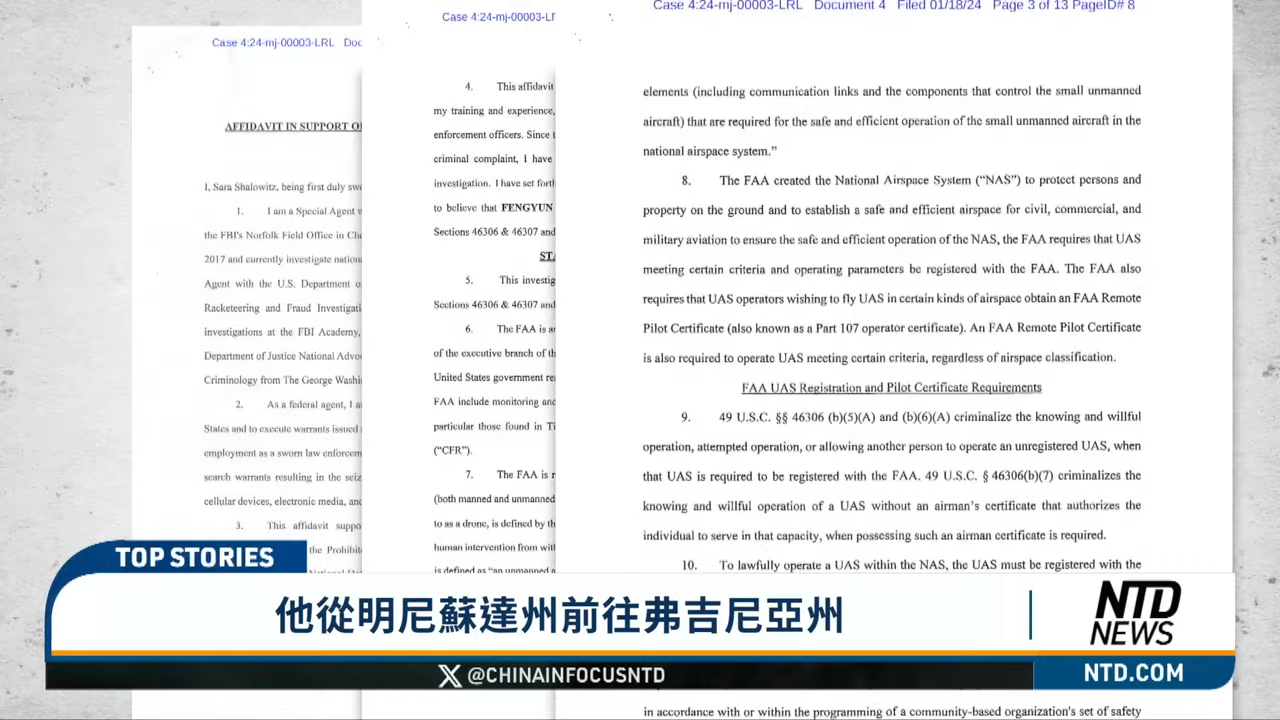 Case 4:24-mj-00003-LRL Doc
AFFIDAVIT IN SUPPORT OF
I, Sara Shalowitz, being first duly swo
1. I am a Special Agent
the FBI's Norfolk Field Office in Che
2017 and currently investigate nation
Agent with the U.S. Department o
Racketeering and Fraud Investigati
investigations at the FBI Academy,
Department of Justice National Advo
Criminology from The George Washi
2. As a federal agent, I a
States and to execute warrants issued
employment as a sworn law enforcem
search warrants resulting in the seiz
cellular devices, electronic media, and
3. This affidavit suppo
the Prohibit
Case 4:24-mj-00003-LF
4. This affidavit
my training and experience,
enforcement officers. Since t
criminal complaint, I have
investigation. I have set forth
to believe that FENGYUN
Sections 46306 & 46307 and
STA
5. This investig
Sections 46306 & 46307 and
6. The FAA is an
of the executive branch of th
United States government re
FAA include monitoring and
particular those found in Ti
("CFR").
7. The FAA is r
(both manned and unmanned
to as a drone, is defined by th
human intervention from with
is defined as "an unmanned a
Case 4:24-mj-00003-LRL Document 4 Filed 01/18/24 Page 3 of 13 PageID# 8
elements (including communication links and the components that control the small unmanned
aircraft) that are required for the safe and efficient operation of the small unmanned aircraft in the
national airspace system."
8. The FAA created the National Airspace System ("NAS") to protect persons and
property on the ground and to establish a safe and efficient airspace for civil, commercial, and
military aviation to ensure the safe and efficient operation of the NAS, the FAA requires that UAS
meeting certain criteria and operating parameters be registered with the FAA. The FAA also
requires that UAS operators wishing to fly UAS in certain kinds of airspace obtain an FAA Remote
Pilot Certificate (also known as a Part 107 operator certificate). An FAA Remote Pilot Certificate
is also required to operate UAS meeting certain criteria, regardless of airspace classification.
FAA UAS Registration and Pilot Certificate Requirements
9. 49 U.S.C. §§ 46306 (b)(5)(A) and (b)(6)(A) criminalize the knowing and willful
operation, attempted operation, or allowing another person to operate an unregistered UAS, when
that UAS is required to be registered with the FAA. 49 U.S.C. § 46306(b)(7) criminalizes the
knowing and willful operation of a UAS without an airman's certificate that authorizes the
individual to serve in that capacity, when possessing such an airman certificate is required.
10. To lawfully operate a UAS within the NAS, the UAS must be registered with the
in accordance with or within the programming of a community-based organization's set of safety
TOP STORIES
他從明尼蘇達州前往弗吉尼亞州
NTD
NEWS
@CHINAINFOCUSNTD
NTD.COM